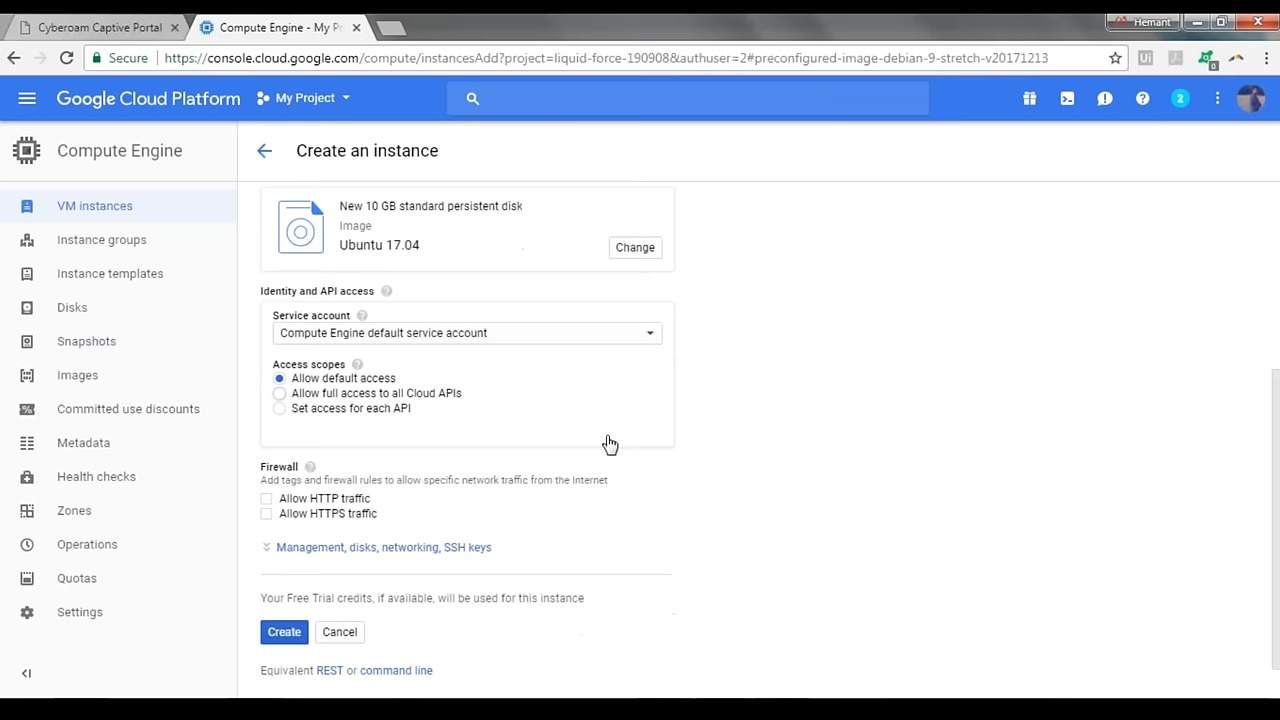 Cyberoam Captive Portal
Compute Engine - My Pr
Hemant
Secure
https://console.cloud.google.com/compute/instancesAdd?project=liquid-force-190908&authuser=2#preconfigured-image-debian-9-stretch-v20171213
0
Google Cloud Platform
My Project
2
Compute Engine
Create an instance
VM instances
Instance groups
Instance templates
Disks
Snapshots
Images
Committed use discounts
Metadata
Health checks
Zones
Operations
Quotas
Settings
New 10 GB standard persistent disk
Image
Ubuntu 17.04
Change
Identity and API access
Service account
Compute Engine default service account
Access scopes
Allow default access
Allow full access to all Cloud APIs
Set access for each API
Firewall
Add tags and firewall rules to allow specific network traffic from the Internet
Allow HTTP traffic
Allow HTTPS traffic
Management, disks, networking, SSH keys
Your Free Trial credits, if available, will be used for this instance
Create
Cancel
Equivalent REST or command line